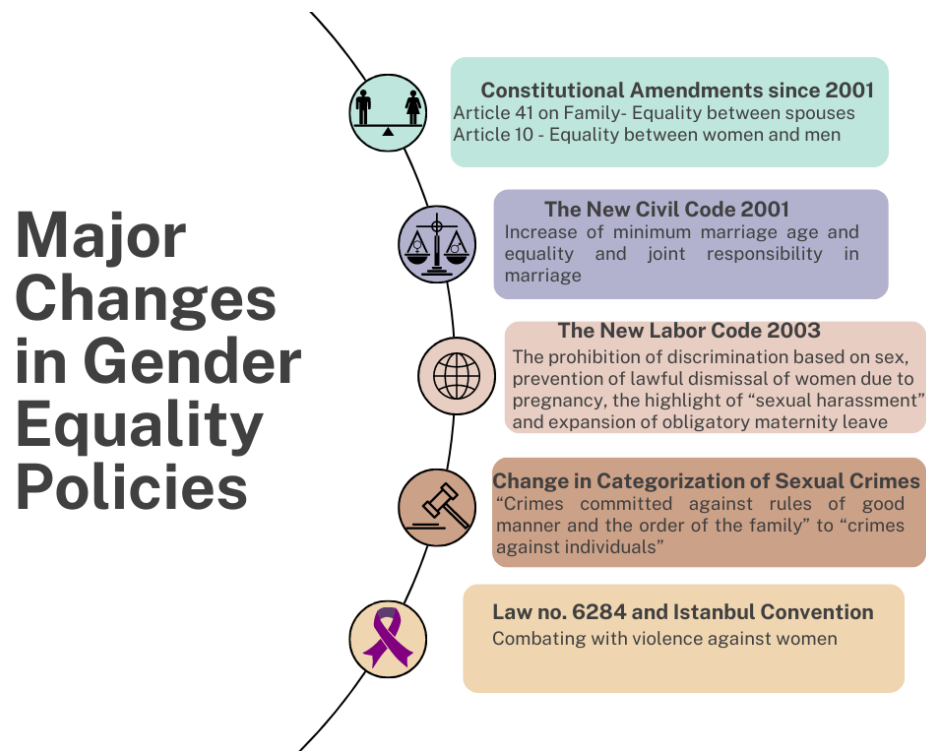 Major
Changes
in Gender
Equality
Policies
Constitutional Amendments since 2001
Article 41 on Family- Equality between spouses
Article 10 - Equality between women and men
The New Civil Code 2001
Increase of minimum marriage age and
equality and joint responsibility in
marriage
The New Labor Code 2003
The prohibition of discrimination based on sex,
prevention of lawful dismissal of women due to
pregnancy, the highlight of “sexual harassment”
and expansion of obligatory maternity leave
Change in Categorization of Sexual Crimes
“Crimes committed against rules of good
manner and the order of the family” to “crimes
against individuals”
Law no. 6284 and Istanbul Convention
Combating with violence against women